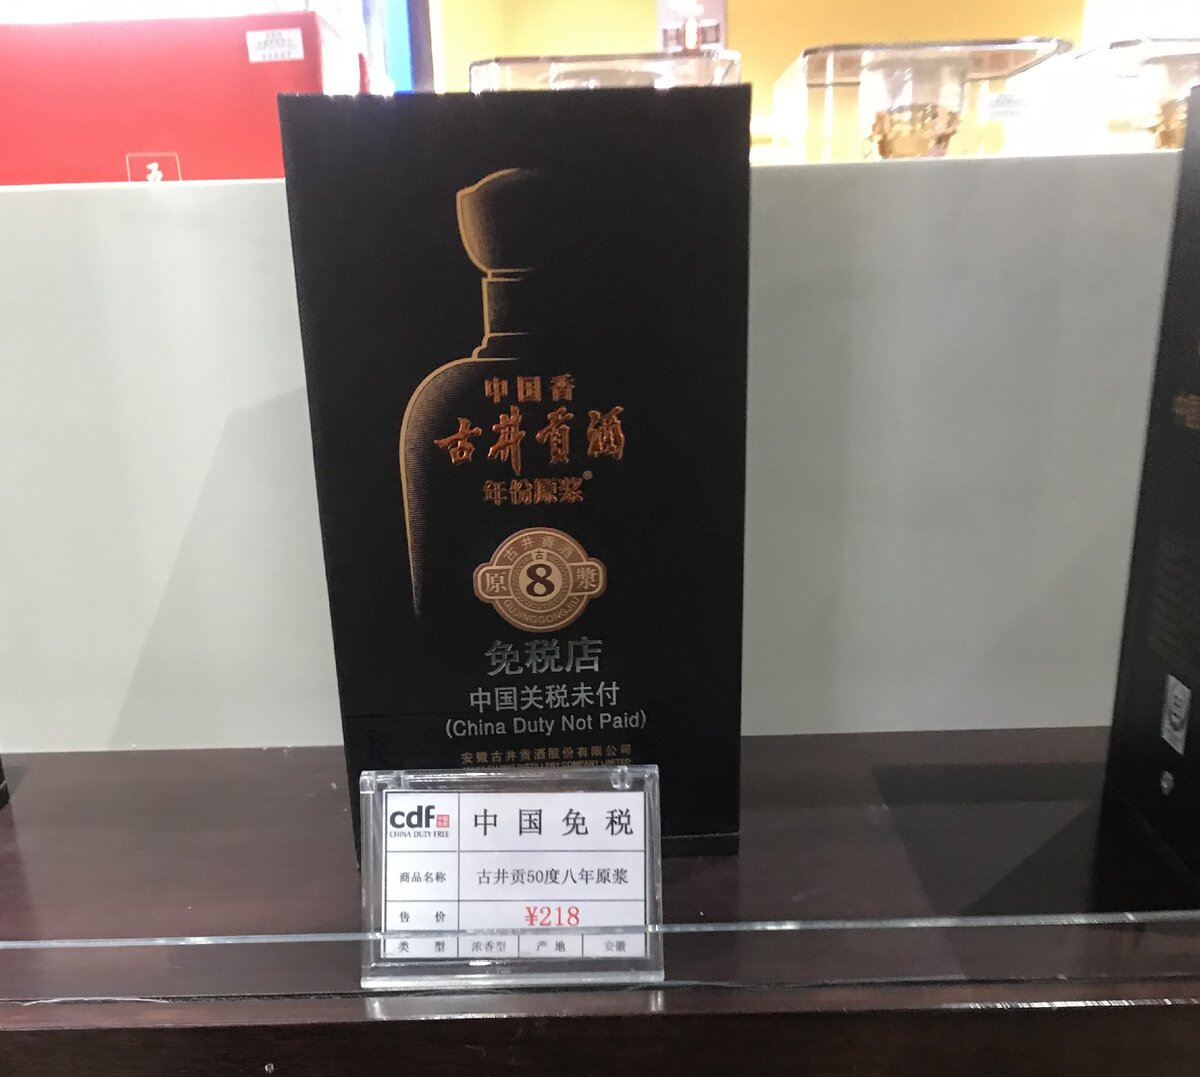 中国香
古井贡酒
年份原浆®
古井贡酒
古
原 8 浆
GUJINGGONGJIU
免税店
中国关税未付
(China Duty Not Paid)
安徽古井贡酒股份有限公司
cdf 中国免税
CHINA DUTY FREE
商品名称 古井贡50度八年原浆
售价 ¥218
类型 浓香型 产地 安徽